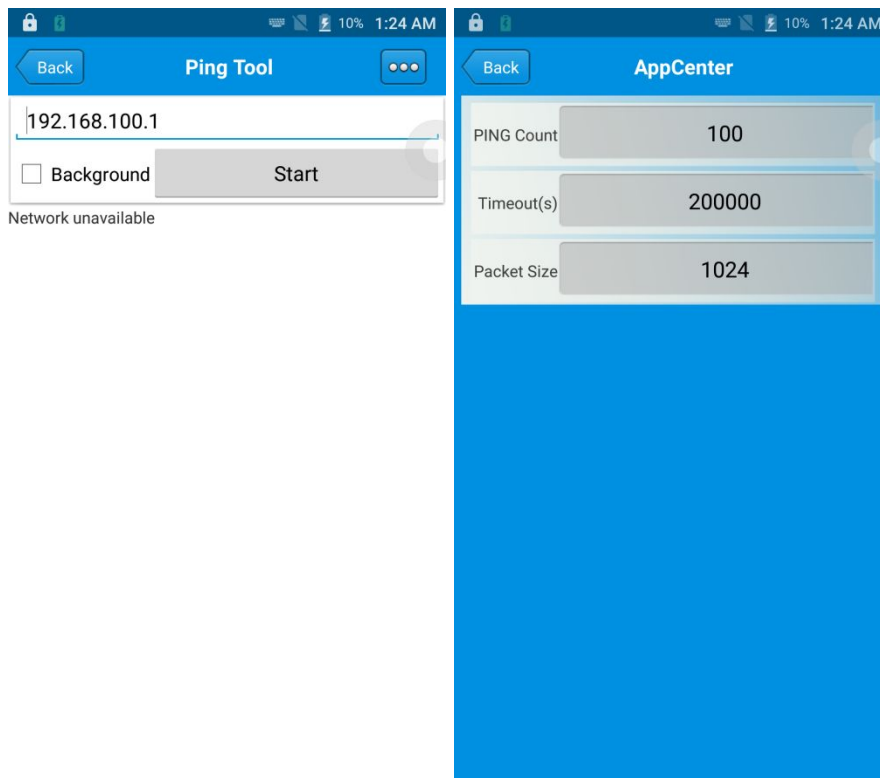 10% 1:24 AM
Back Ping Tool
192.168.100.1
Background Start
Network unavailable
10% 1:24 AM
Back AppCenter
PING Count 100
Timeout(s) 200000
Packet Size 1024